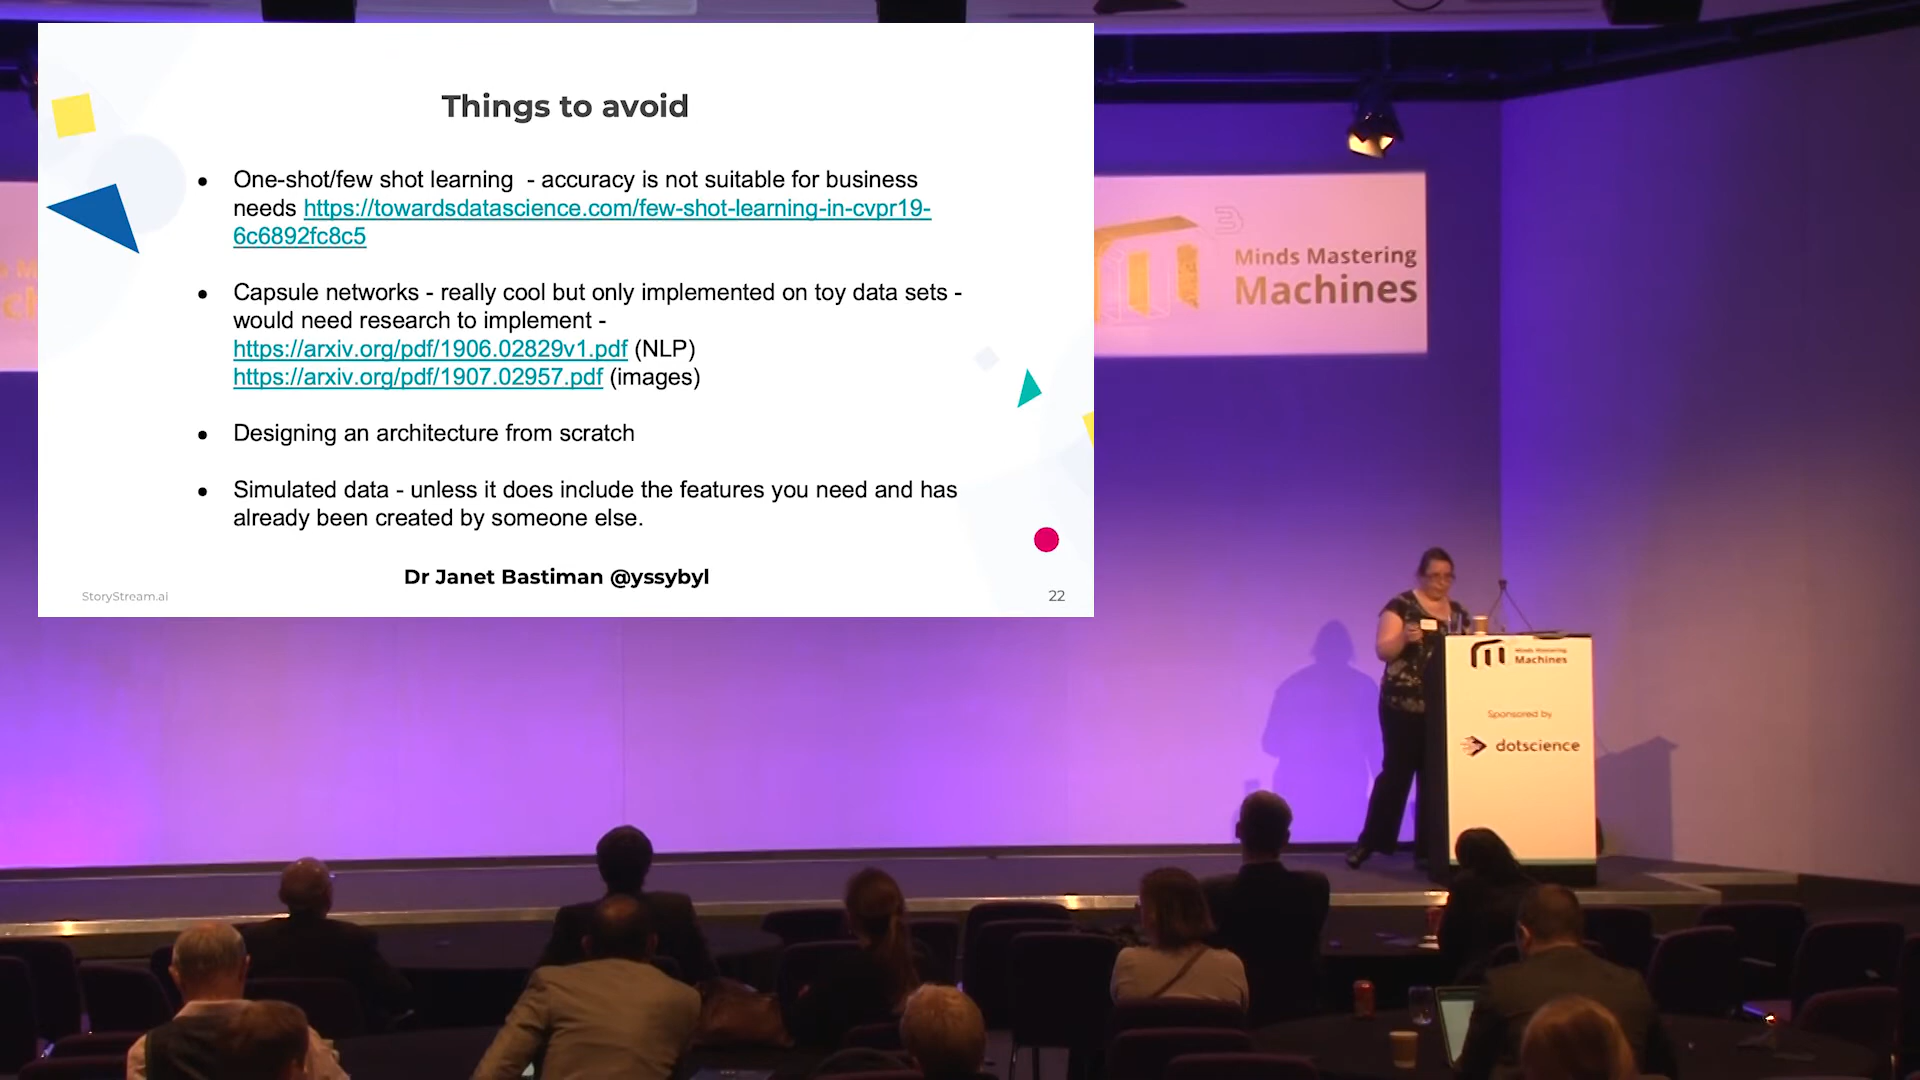 Things to avoid
● One-shot/few shot learning - accuracy is not suitable for business
needs https://towardsdatascience.com/few-shot-learning-in-cvpr19-
6c6892fc8c5
● Capsule networks - really cool but only implemented on toy data sets -
would need research to implement -
https://arxiv.org/pdf/1906.02829v1.pdf (NLP)
https://arxiv.org/pdf/1907.02957.pdf (images)
● Designing an architecture from scratch
● Simulated data - unless it does include the features you need and has
already been created by someone else.
Dr Janet Bastiman @yssybyl
StoryStream.ai
22
Minds Mastering
Machines
Minds Mastering
Machines
Sponsored by
dotscience